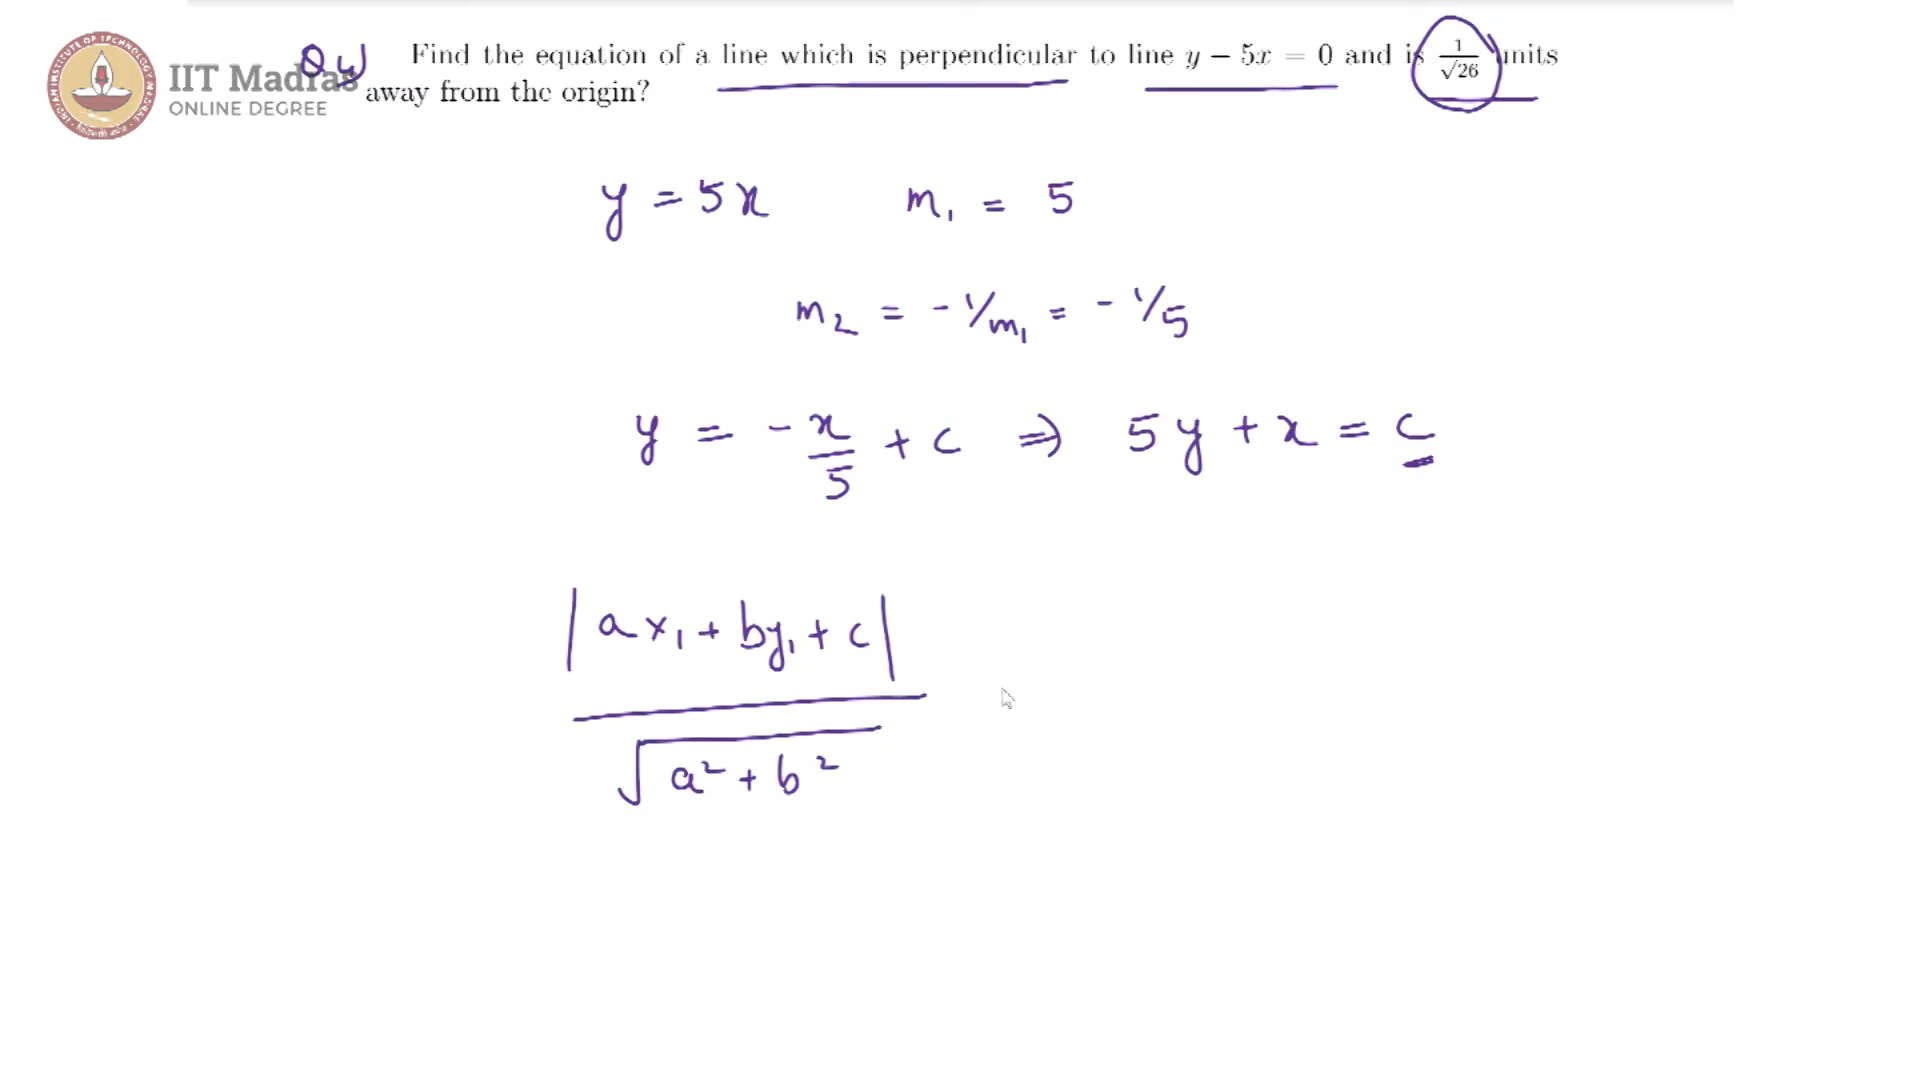 IIT Madras
ONLINE DEGREE
Q4) Find the equation of a line which is perpendicular to line y − 5x = 0 and is 1/√26 units
away from the origin?
y = 5x m₁ = 5
m₂ = - 1/m₁ = - 1/5
y = - x/5 + c ⇒ 5y + x = c
|ax₁ + by₁ + c|
√a² + b²